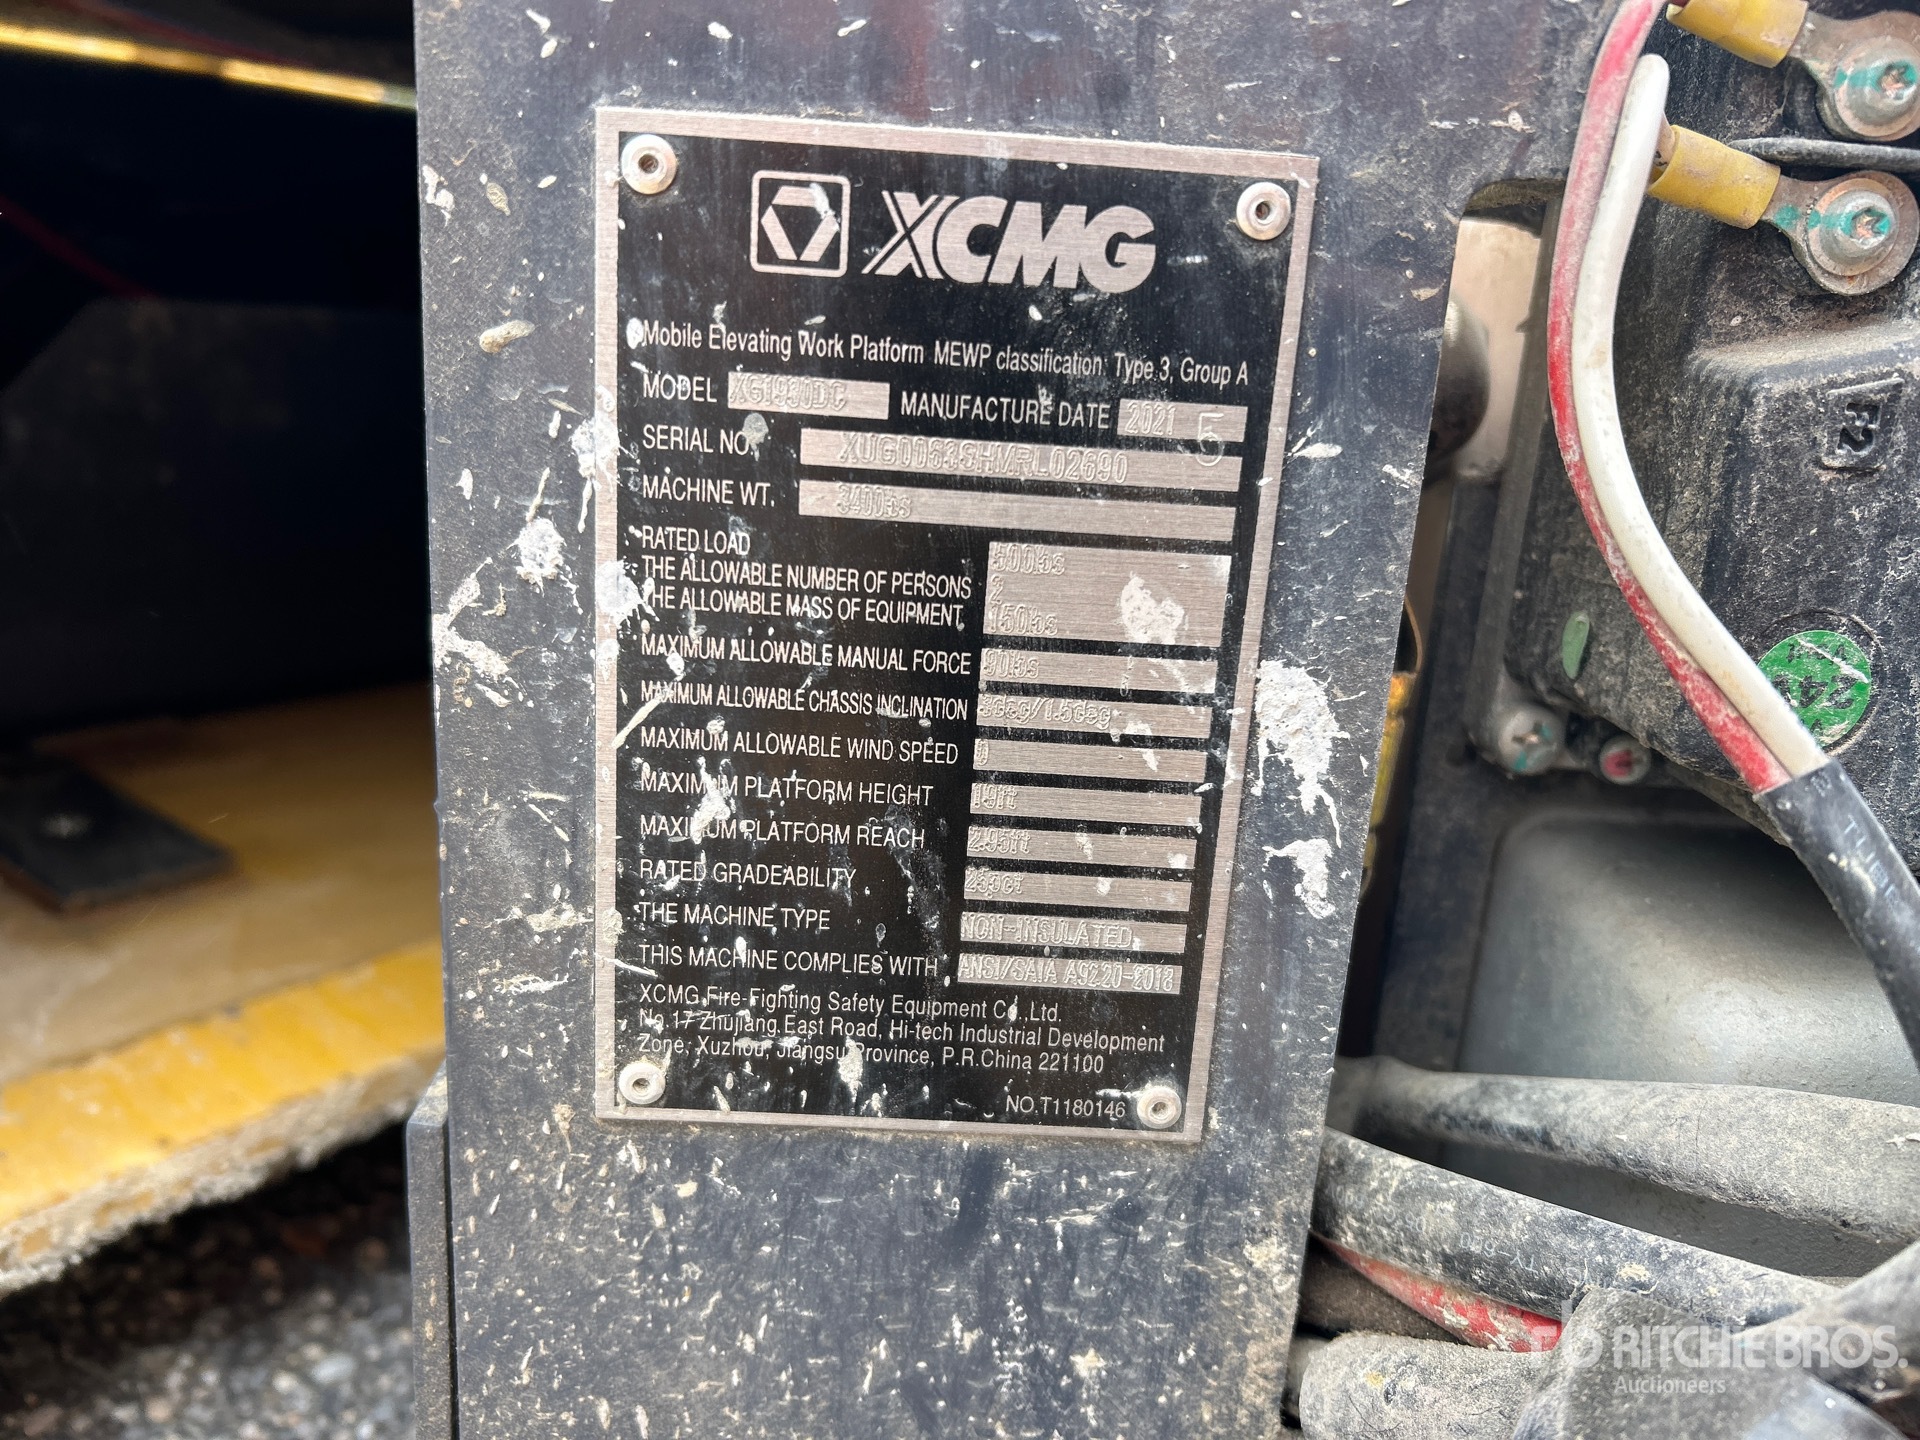 XCMG
Mobile Elevating Work Platform MEWP classification: Type 3, Group A
MODEL XG1930DC MANUFACTURE DATE 2021 5
SERIAL NO. XUG0063SHMRL02690
MACHINE WT. 3400lbs
RATED LOAD 500lbs
THE ALLOWABLE NUMBER OF PERSONS 2
THE ALLOWABLE MASS OF EQUIPMENT 150lbs
MAXIMUM ALLOWABLE MANUAL FORCE 90lbs
MAXIMUM ALLOWABLE CHASSIS INCLINATION 3deg/1.5deg
MAXIMUM ALLOWABLE WIND SPEED 0
MAXIMUM PLATFORM HEIGHT 19ft
MAXIMUM PLATFORM REACH 2.95ft
RATED GRADEABILITY 25pct
THE MACHINE TYPE NON-INSULATED
THIS MACHINE COMPLIES WITH ANSI/SAIA A92.20-2018
XCMG Fire-Fighting Safety Equipment Co.,Ltd.
No.17 Zhujiang East Road, Hi-tech Industrial Development
Zone, Xuzhou, Jiangsu Province, P.R.China 221100
NO.T1180146
F2
24V
RITCHIE BROS.
Auctioneers